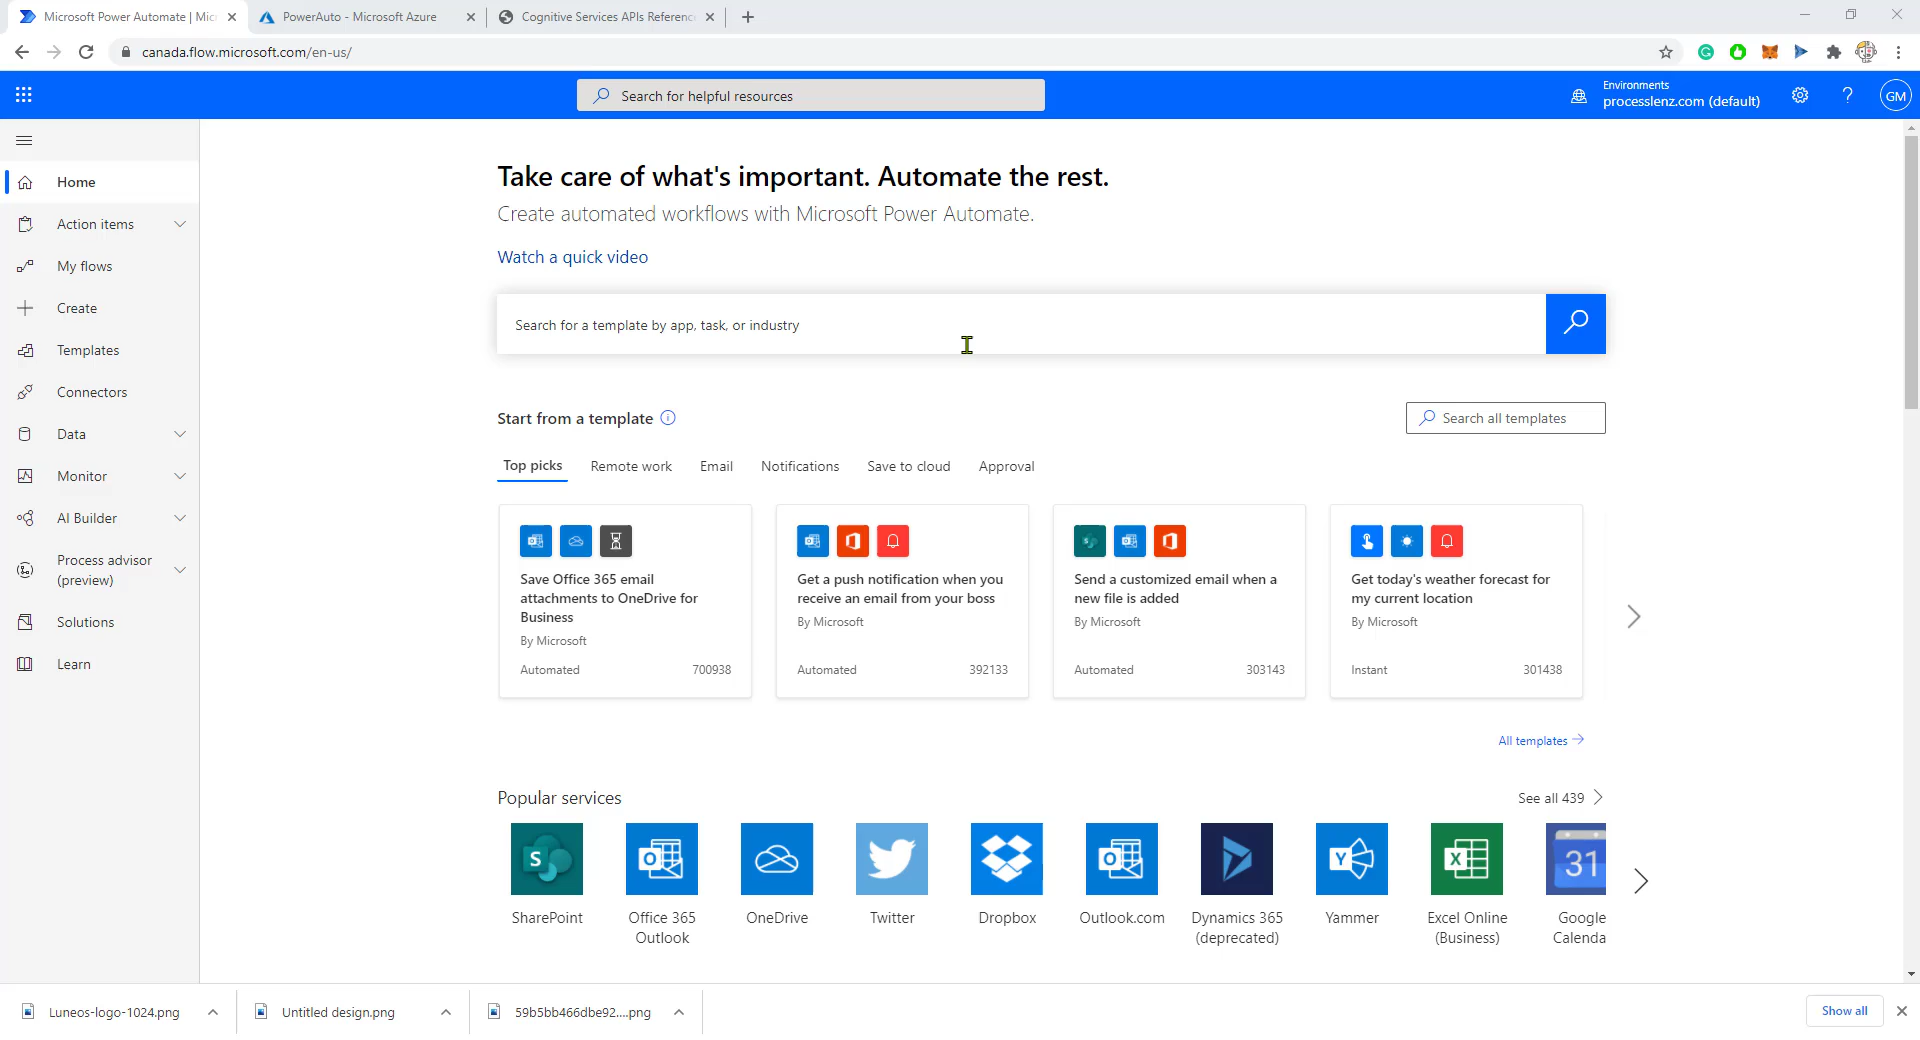 Microsoft Power Automate | Mic
PowerAuto - Microsoft Azure
Cognitive Services APIs Referenc
canada.flow.microsoft.com/en-us/
Search for helpful resources
Environments
processlenz.com (default)
?
GM
Home
Action items
My flows
Create
Templates
Connectors
Data
Monitor
AI Builder
Process advisor
(preview)
Solutions
Learn
Take care of what's important. Automate the rest.
Create automated workflows with Microsoft Power Automate.
Watch a quick video
Search for a template by app, task, or industry
Start from a template
Search all templates
Top picks
Remote work
Email
Notifications
Save to cloud
Approval
Save Office 365 email
attachments to OneDrive for
Business
By Microsoft
Automated 700938
Get a push notification when you
receive an email from your boss
By Microsoft
Automated 392133
Send a customized email when a
new file is added
By Microsoft
Automated 303143
Get today's weather forecast for
my current location
By Microsoft
Instant 301438
All templates
Popular services
See all 439
SharePoint
Office 365
Outlook
OneDrive
Twitter
Dropbox
Outlook.com
Dynamics 365
(deprecated)
Yammer
Excel Online
(Business)
31
Google
Calenda
Luneos-logo-1024.png
Untitled design.png
59b5bb466dbe92....png
Show all